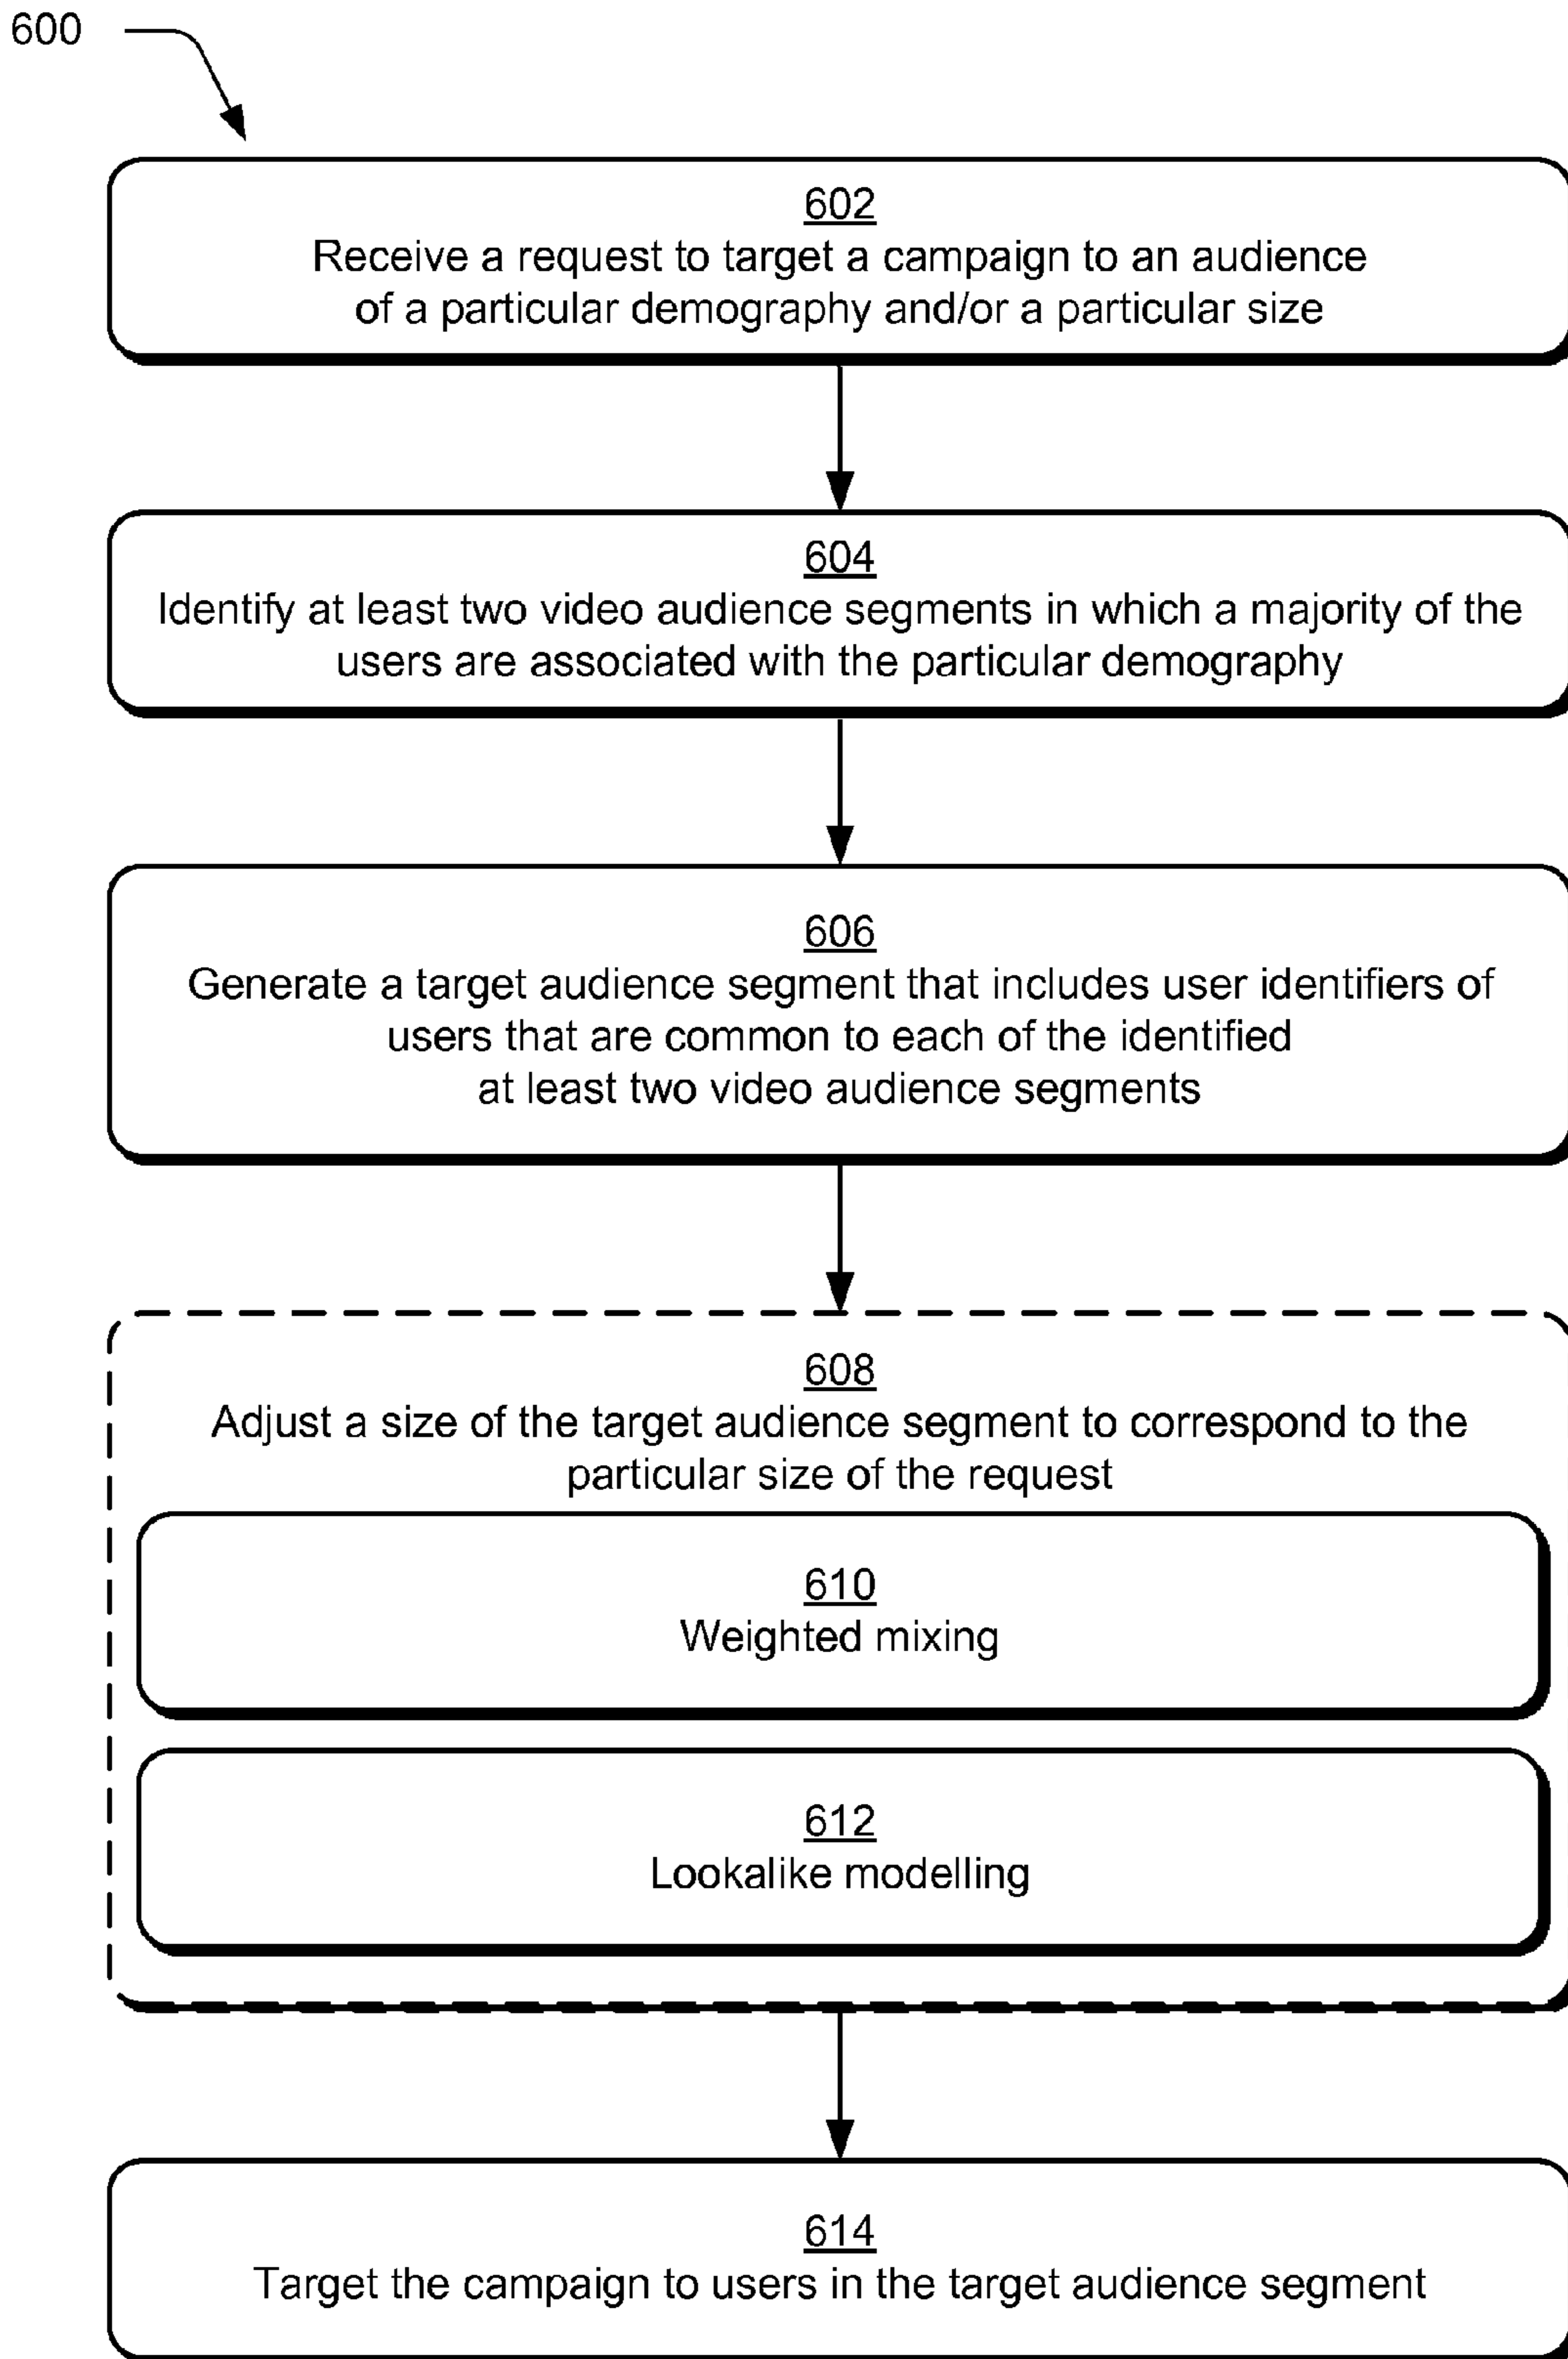 600
602
Receive a request to target a campaign to an audience
of a particular demography and/or a particular size
604
Identify at least two video audience segments in which a majority of the
users are associated with the particular demography
606
Generate a target audience segment that includes user identifiers of
users that are common to each of the identified
at least two video audience segments
608
Adjust a size of the target audience segment to correspond to the
particular size of the request
610
Weighted mixing
612
Lookalike modelling
614
Target the campaign to users in the target audience segment